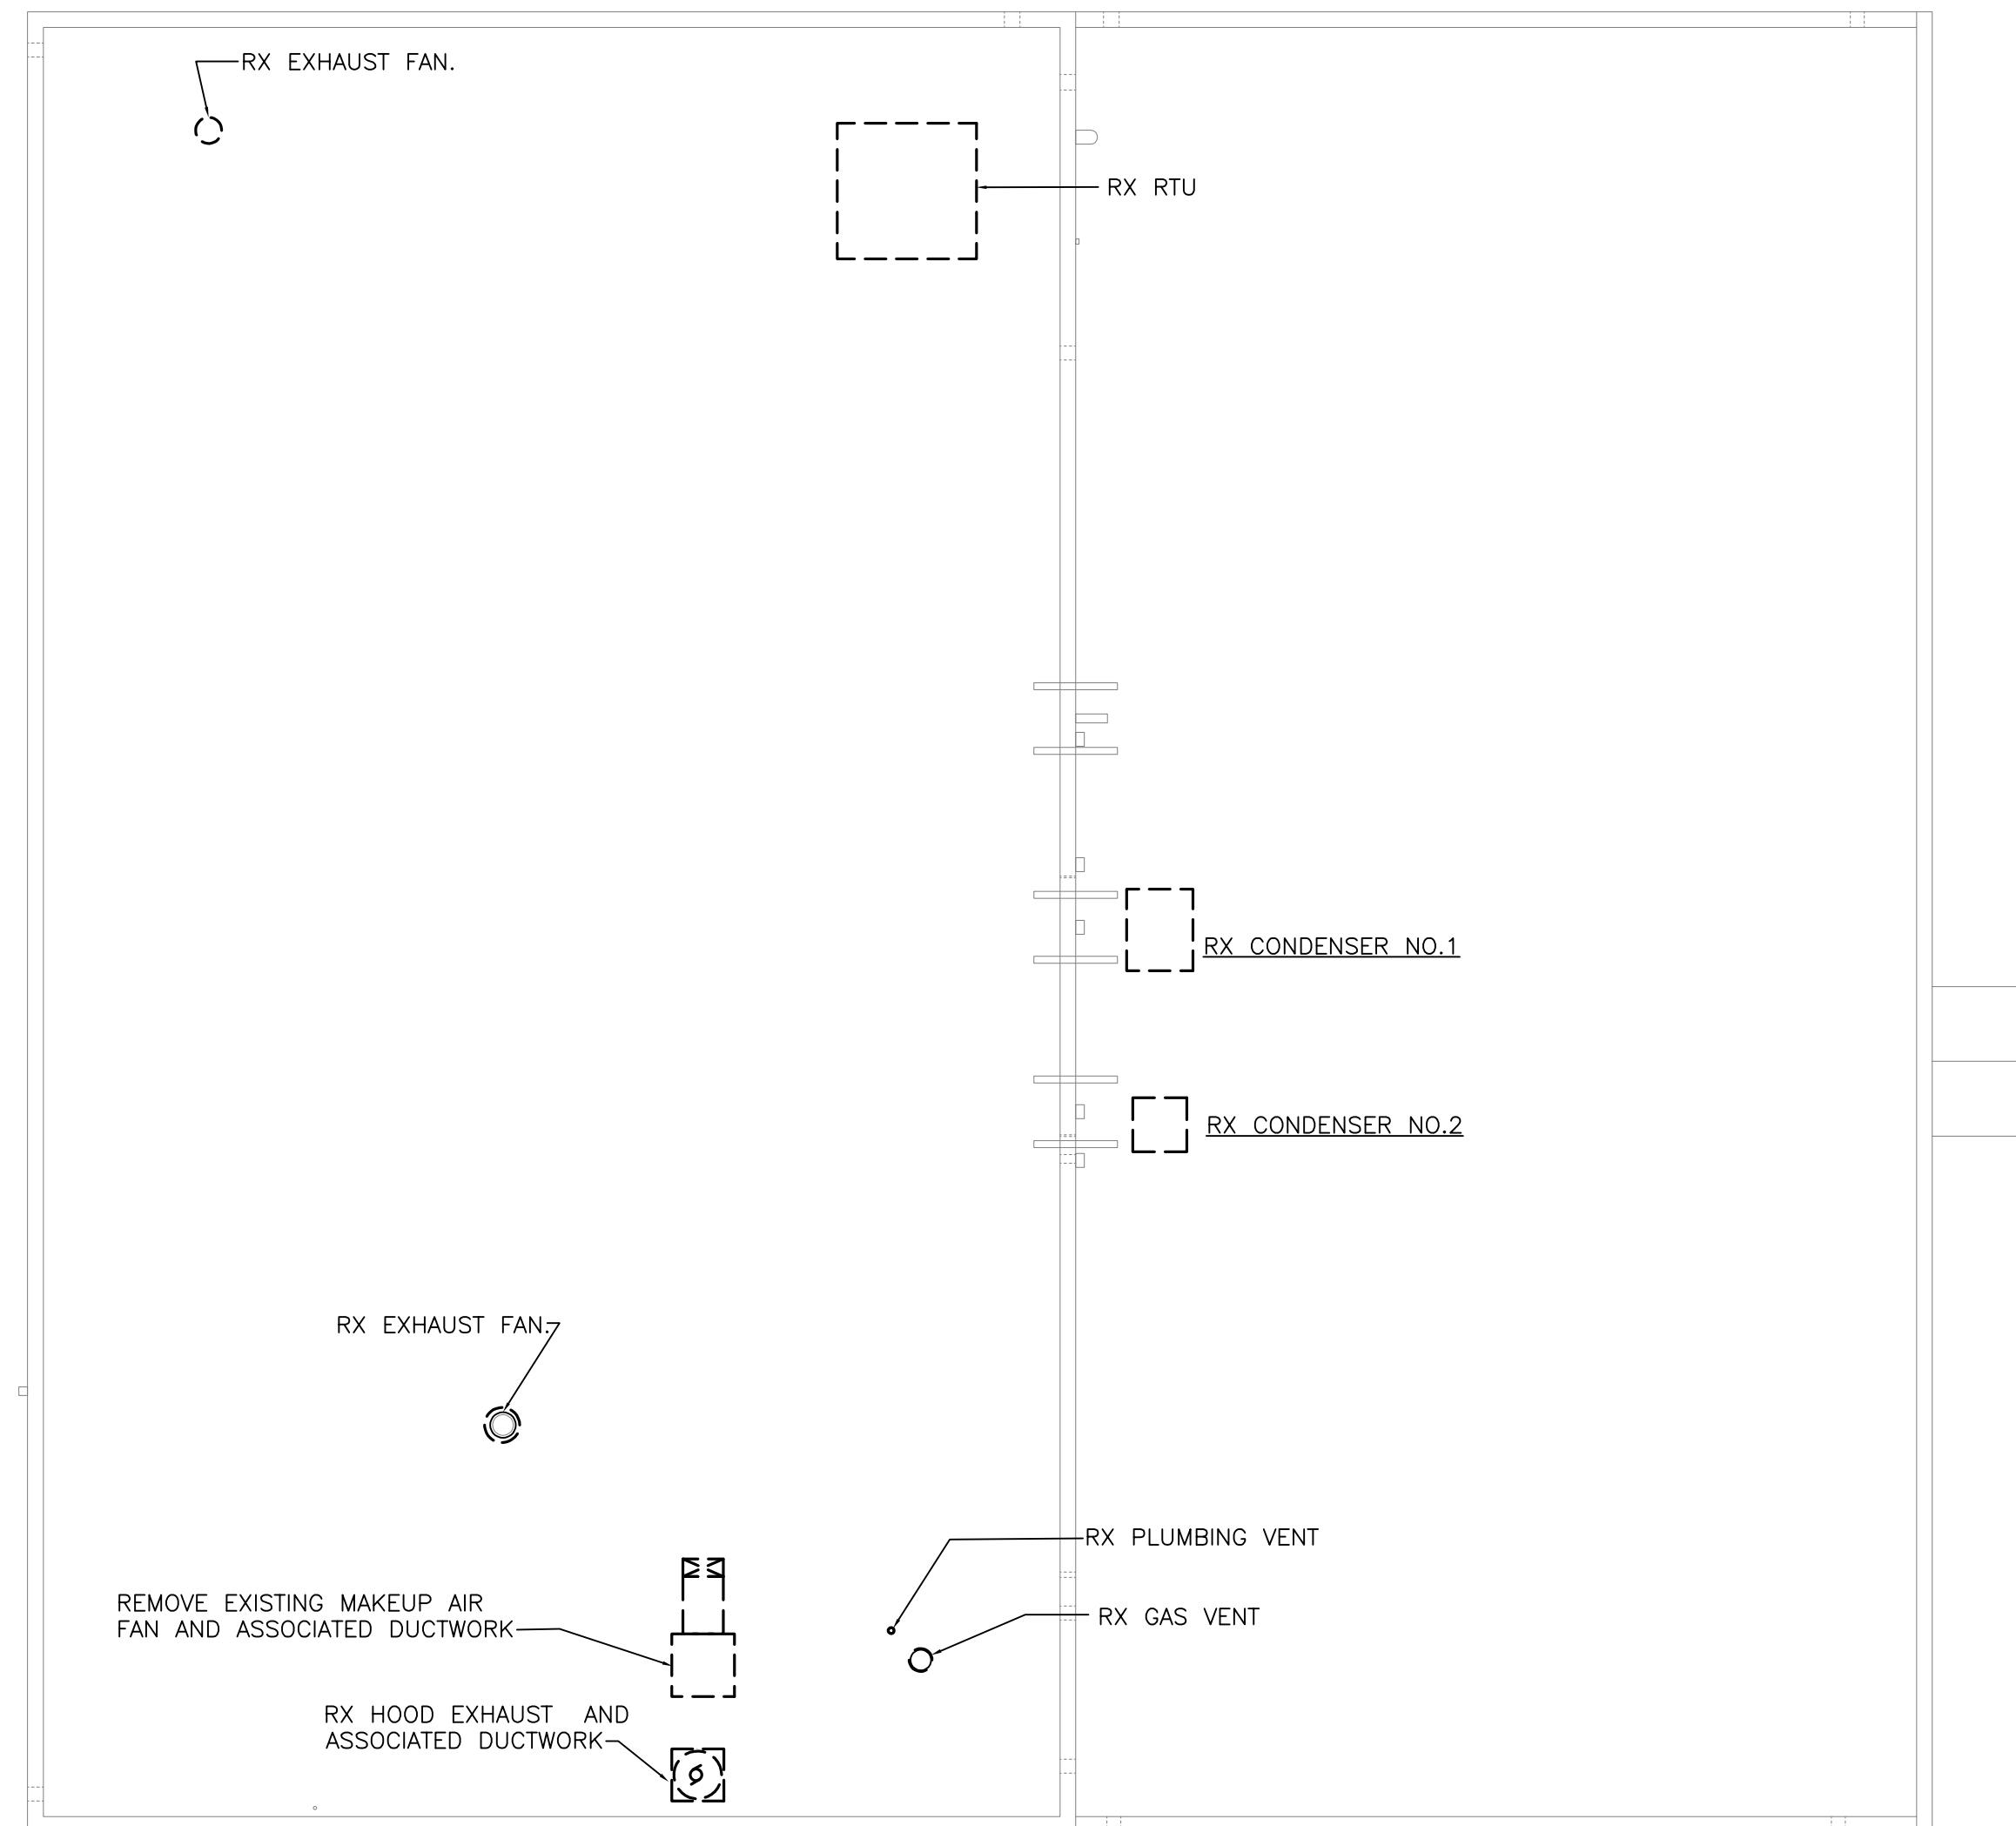 RX EXHAUST FAN.
RX RTU
RX CONDENSER NO.1
RX CONDENSER NO.2
RX EXHAUST FAN.
RX PLUMBING VENT
REMOVE EXISTING MAKEUP AIR
FAN AND ASSOCIATED DUCTWORK
RX GAS VENT
RX HOOD EXHAUST AND
ASSOCIATED DUCTWORK